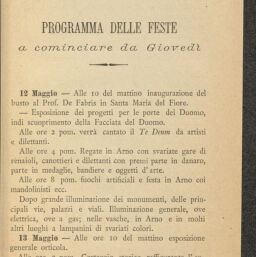 PROGRAMMA DELLE FESTE
a cominciare da Giovedì
12 Maggio — Alle 10 del mattino inaugurazione del
busto al Prof. De Fabris in Santa Maria del Fiore.
— Esposizione dei progetti per le porte del Duomo,
indi scuoprimento della Facciata del Duomo.
Alle ore 2 pom. verrà cantato il Te Deum da artisti
e dilettanti.
Alle ore 4 pom. Regate in Arno con svariate gare di
renaioli, canottieri e dilettanti con premi parte in danaro,
parte in medaglie, bandiere e oggetti d'arte.
Alle ore 8 pom. fuochi artificiali e festa in Arno coi
mandolinisti ecc.
Dopo grande illuminazione dei monumenti, delle prin-
cipali vie, palazzi e viali. Illuminazione generale, ove
elettrica, ove a gas; nelle vasche, in Arno e in molti
altri luoghi a lampanini di svariati colori.
13 Maggio — Alle ore 10 del mattino esposizione
generale orticola.